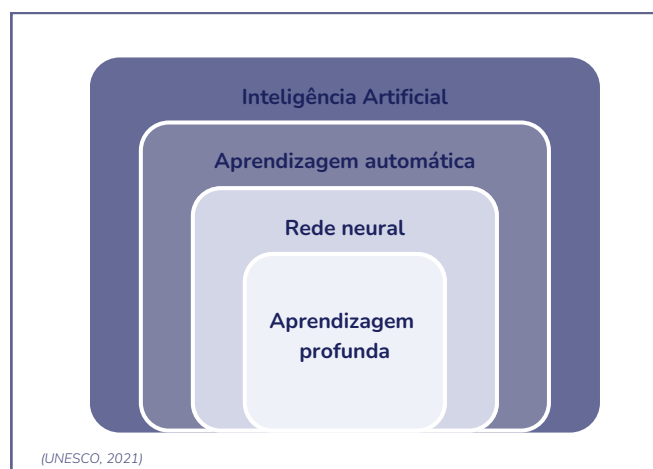 Inteligência Artificial
Aprendizagem automática
Rede neural
Aprendizagem
profunda
(UNESCO, 2021)